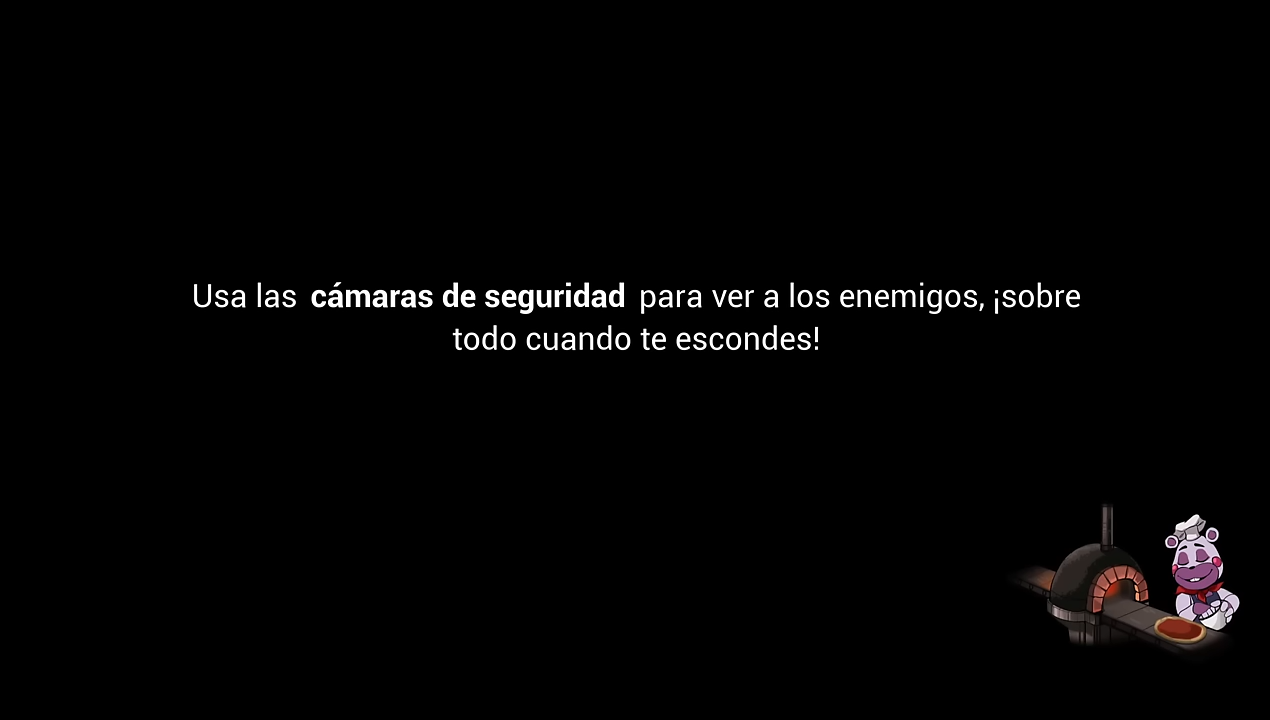 Usa las cámaras de seguridad para ver a los enemigos, ¡sobre
todo cuando te escondes!